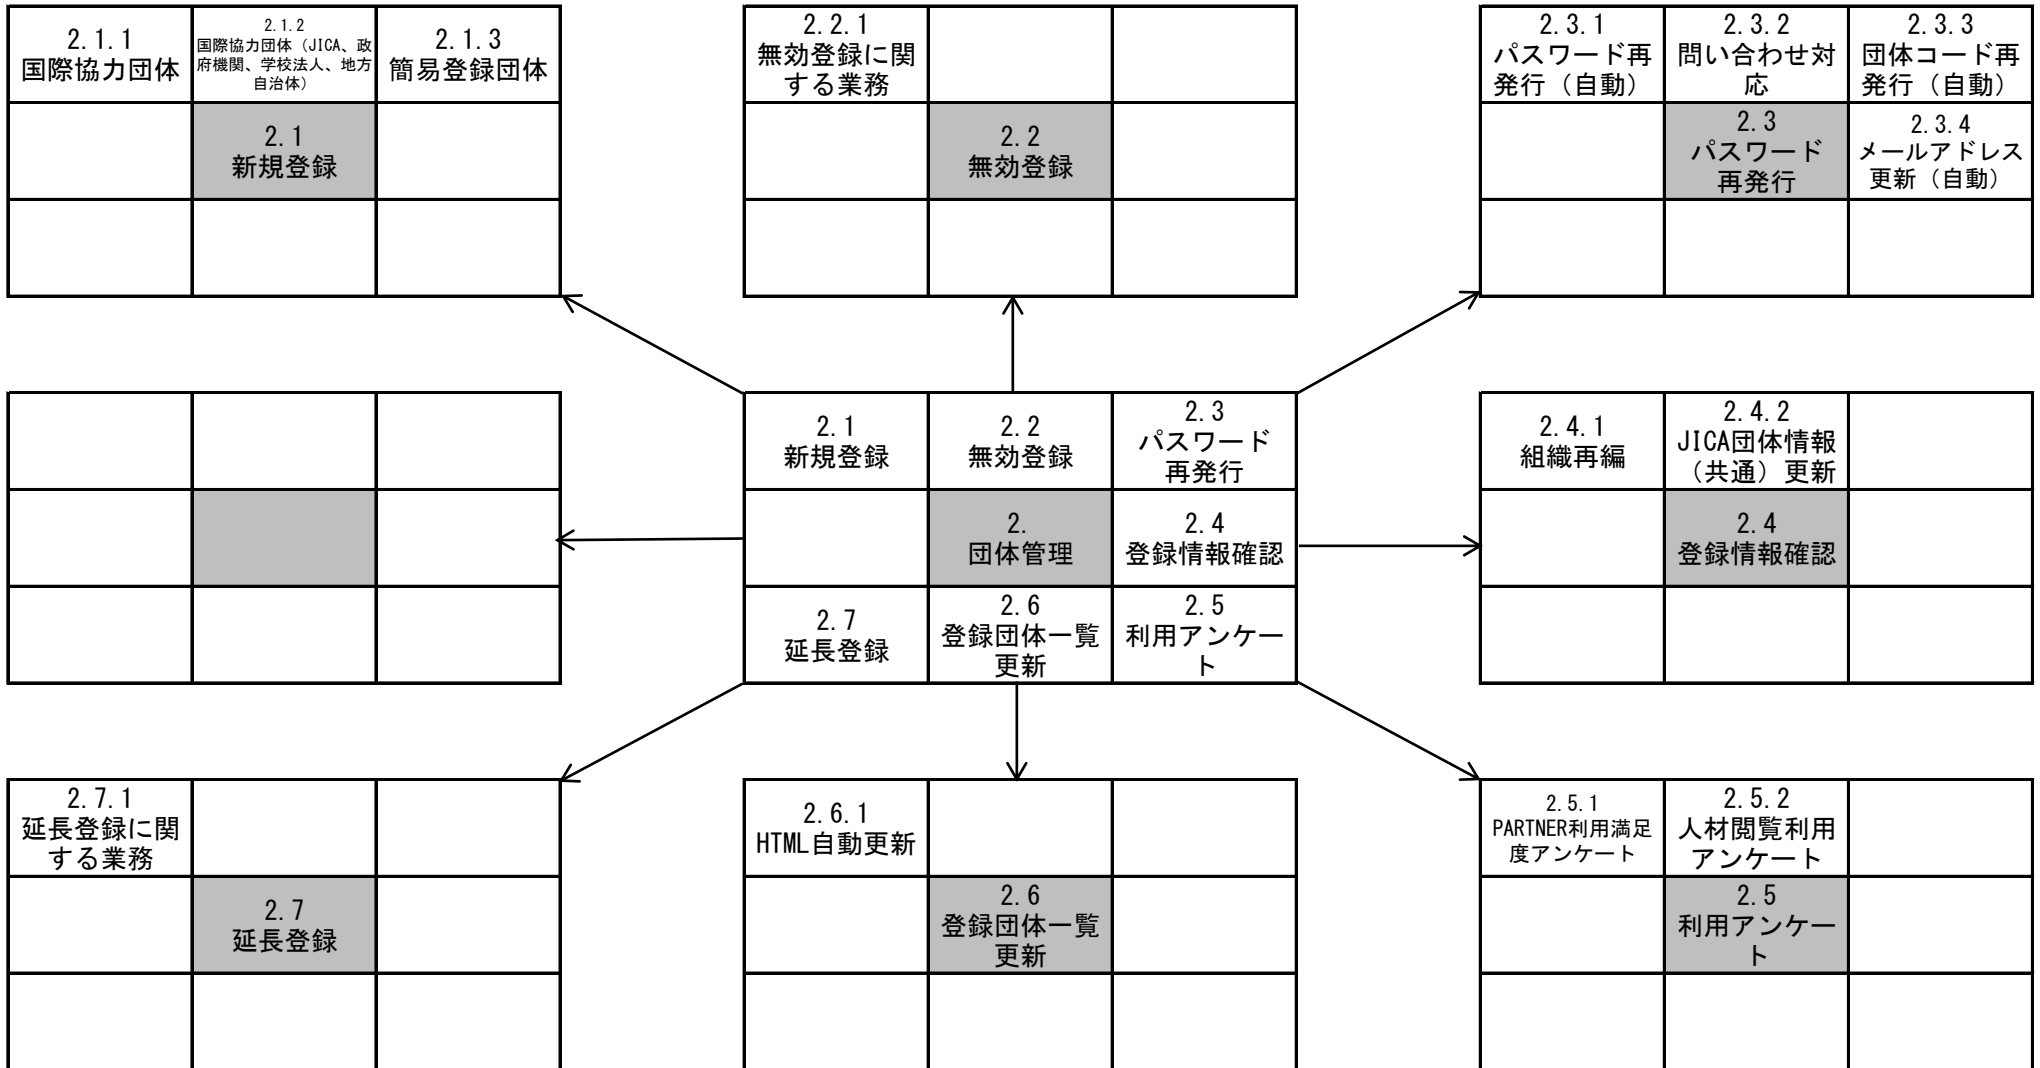 2.1.1
国際協力団体
2.1.2
国際協力団体（JICA、政
府機関、学校法人、地方
自治体）
2.1.3
簡易登録団体
2.1
新規登録
2.2.1
無効登録に関
する業務
2.2
無効登録
2.3.1
パスワード再
発行（自動）
2.3.2
問い合わせ対
応
2.3.3
団体コード再
発行（自動）
2.3
パスワード
再発行
2.3.4
メールアドレス
更新（自動）
2.1
新規登録
2.2
無効登録
2.3
パスワード
再発行
2.
団体管理
2.4
登録情報確認
2.7
延長登録
2.6
登録団体一覧
更新
2.5
利用アンケー
ト
2.4.1
組織再編
2.4.2
JICA団体情報
（共通）更新
2.4
登録情報確認
2.7.1
延長登録に関
する業務
2.7
延長登録
2.6.1
HTML自動更新
2.6
登録団体一覧
更新
2.5.1
PARTNER利用満足
度アンケート
2.5.2
人材閲覧利用
アンケート
2.5
利用アンケー
ト